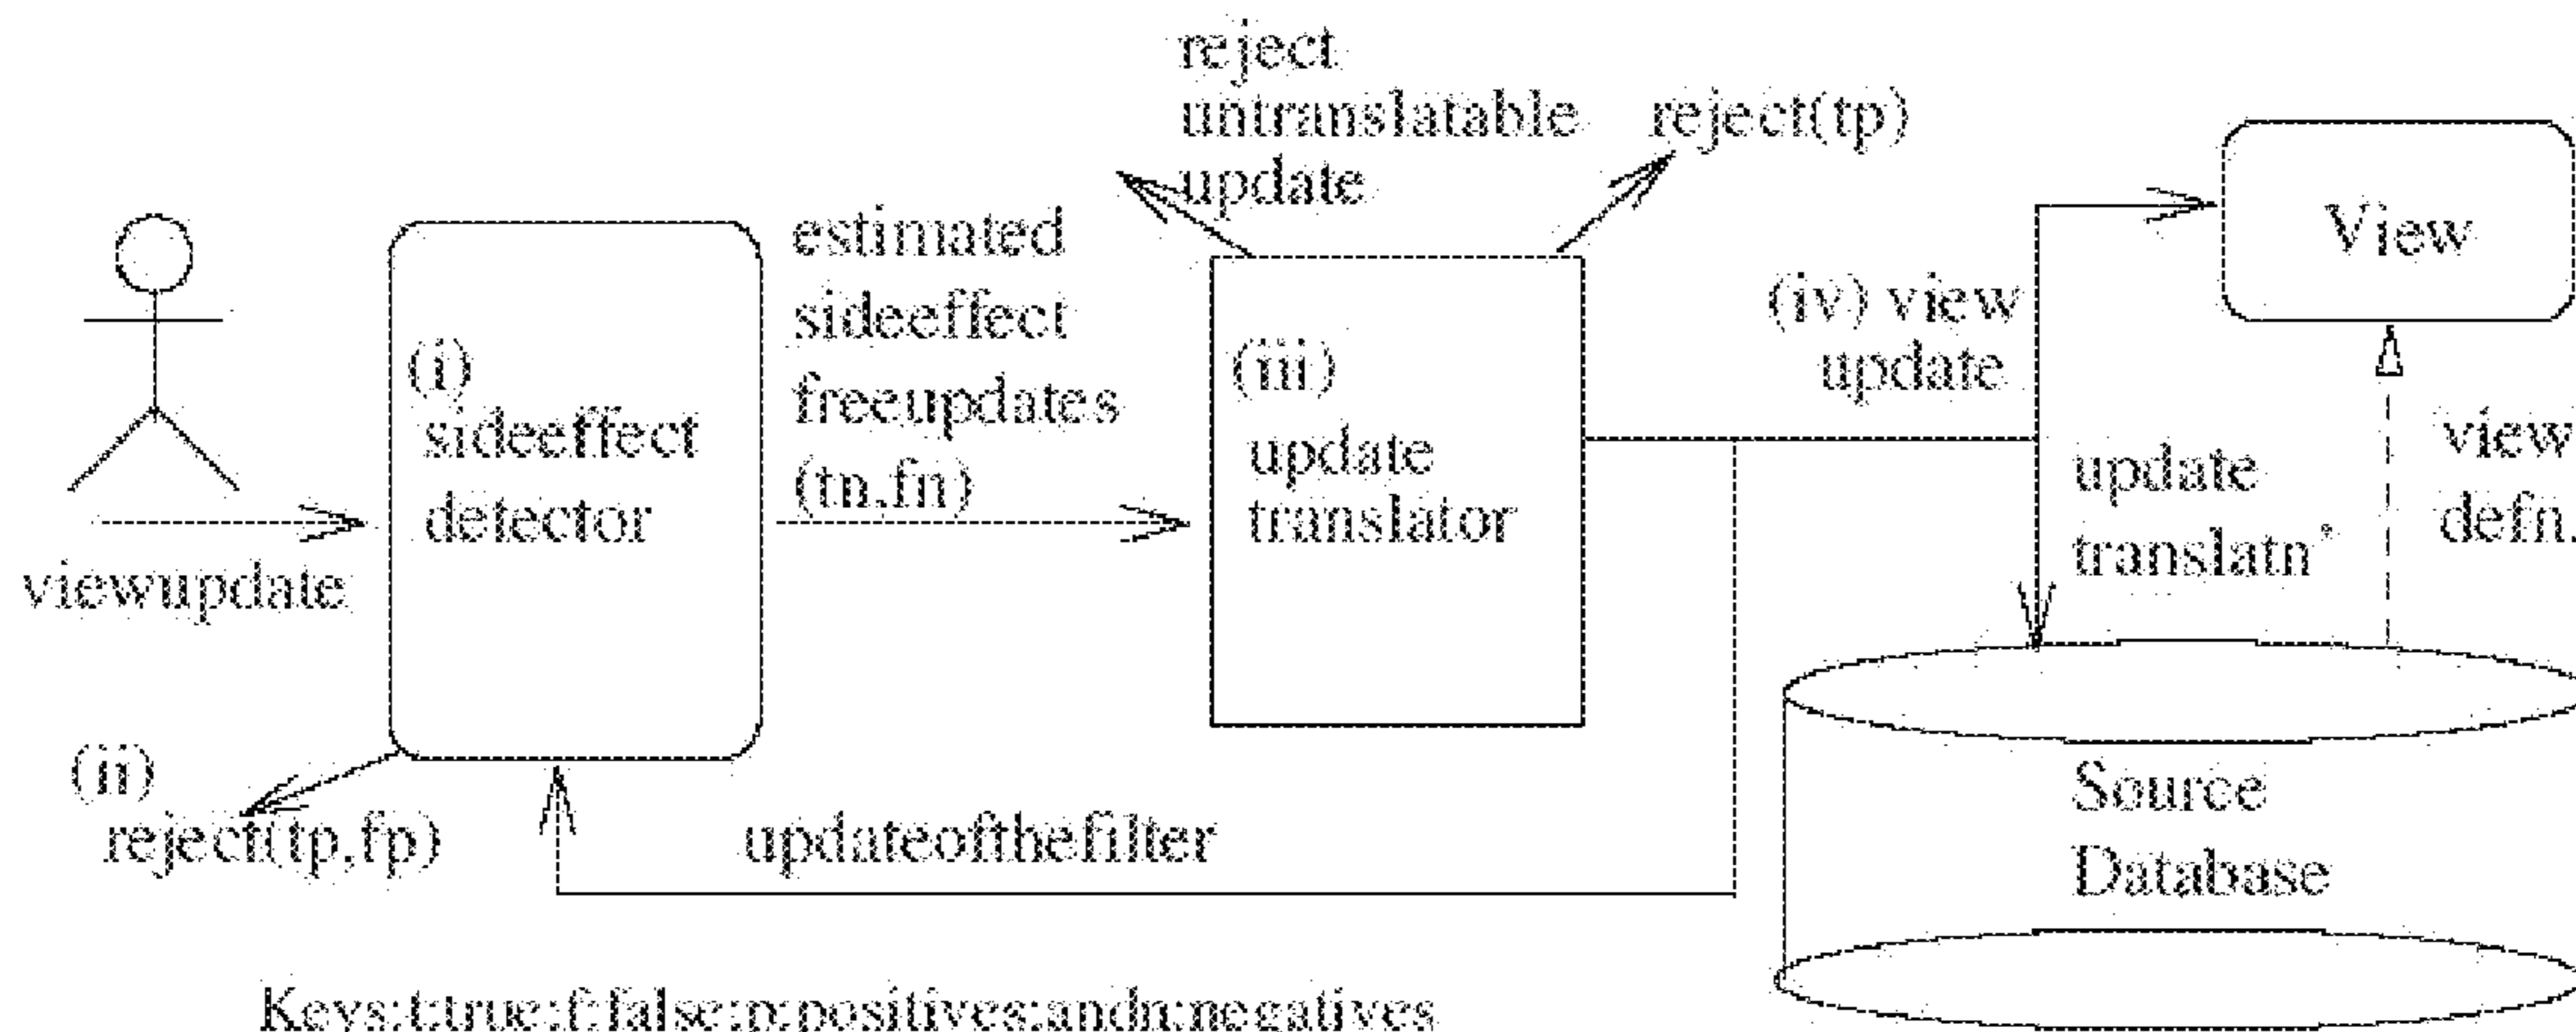 reject
untranslatable
update
reject(tp)
View
estimated
sideeffect
freeupdates
(tn,fn)
(i)
sideeffect
detector
viewupdate
(iii)
update
translator
(iv) view
update
update
translatn*
view
defn.
(ii)
reject(tp,fp)
updateofthefilter
Source
Database
Keys:t:true;f:false;p:positives;andn:negatives